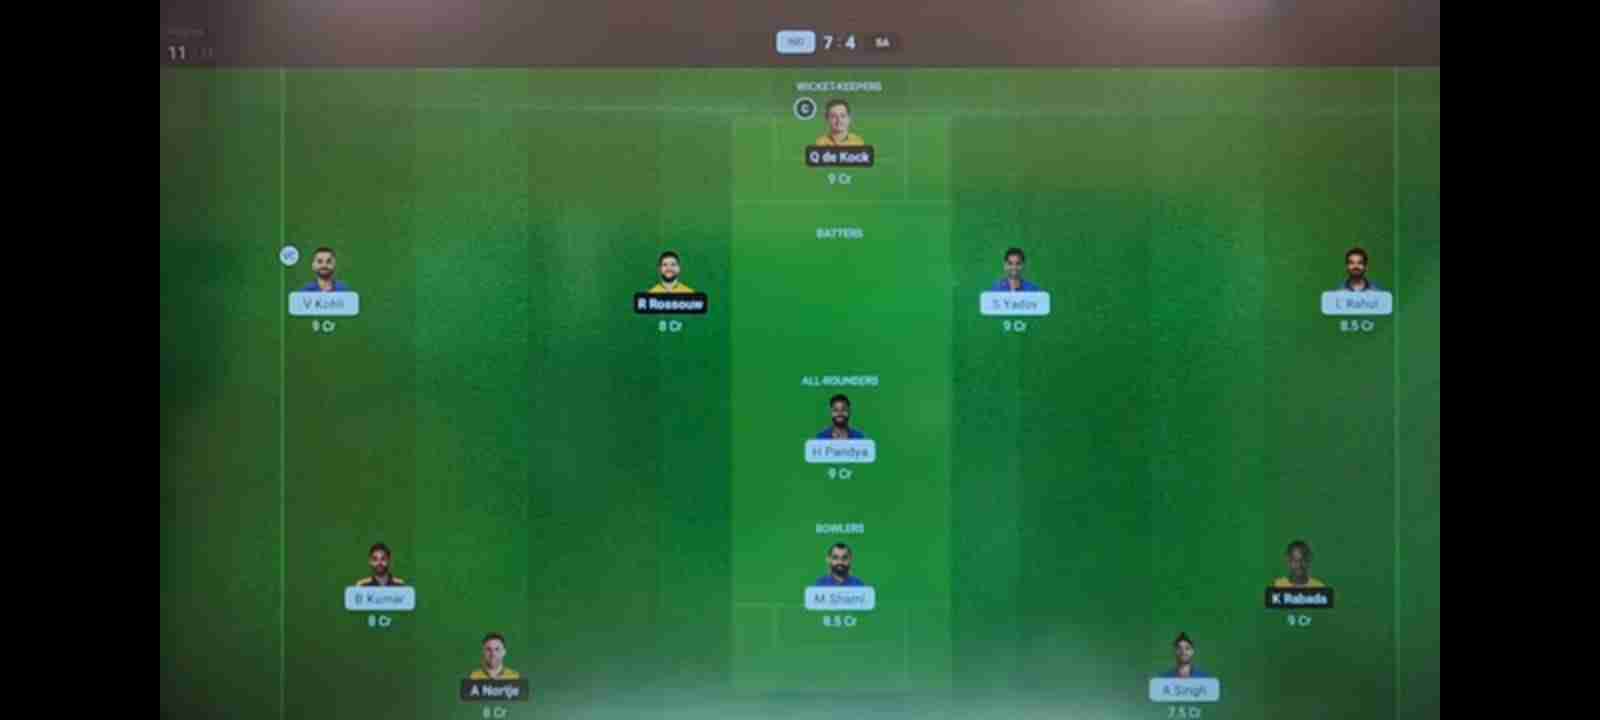 Players
11 / 11
IND 7 : 4 SA
WICKET-KEEPERS
C
Q de Kock
9 Cr
BATTERS
VC
V Kohli
9 Cr
R Rossouw
8 Cr
S Yadav
9 Cr
L Rahul
8.5 Cr
ALL-ROUNDERS
H Pandya
9 Cr
BOWLERS
B Kumar
8 Cr
M Shami
8.5 Cr
K Rabada
9 Cr
A Nortje
8 Cr
A Singh
7.5 Cr